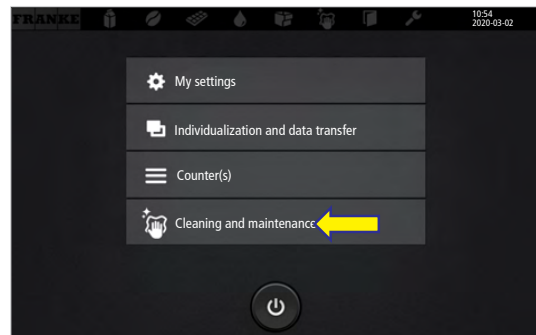 FRANKE
10:54
2020-03-02
My settings
Individualization and data transfer
Counter(s)
Cleaning and maintenance